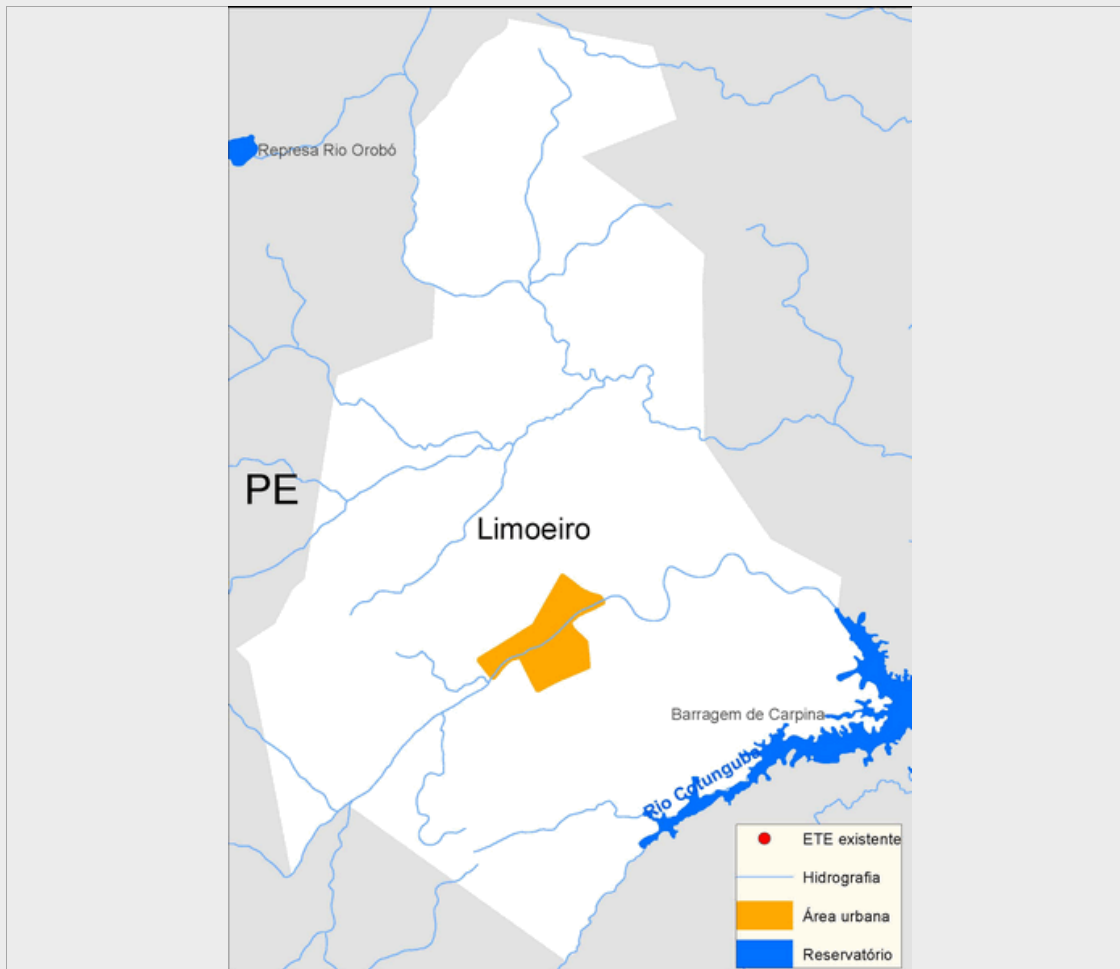 Represa Rio Orobó
PE
Limoeiro
Barragem de Carpina
Rio Cotunguba
ETE existente
Hidrografia
Área urbana
Reservatório